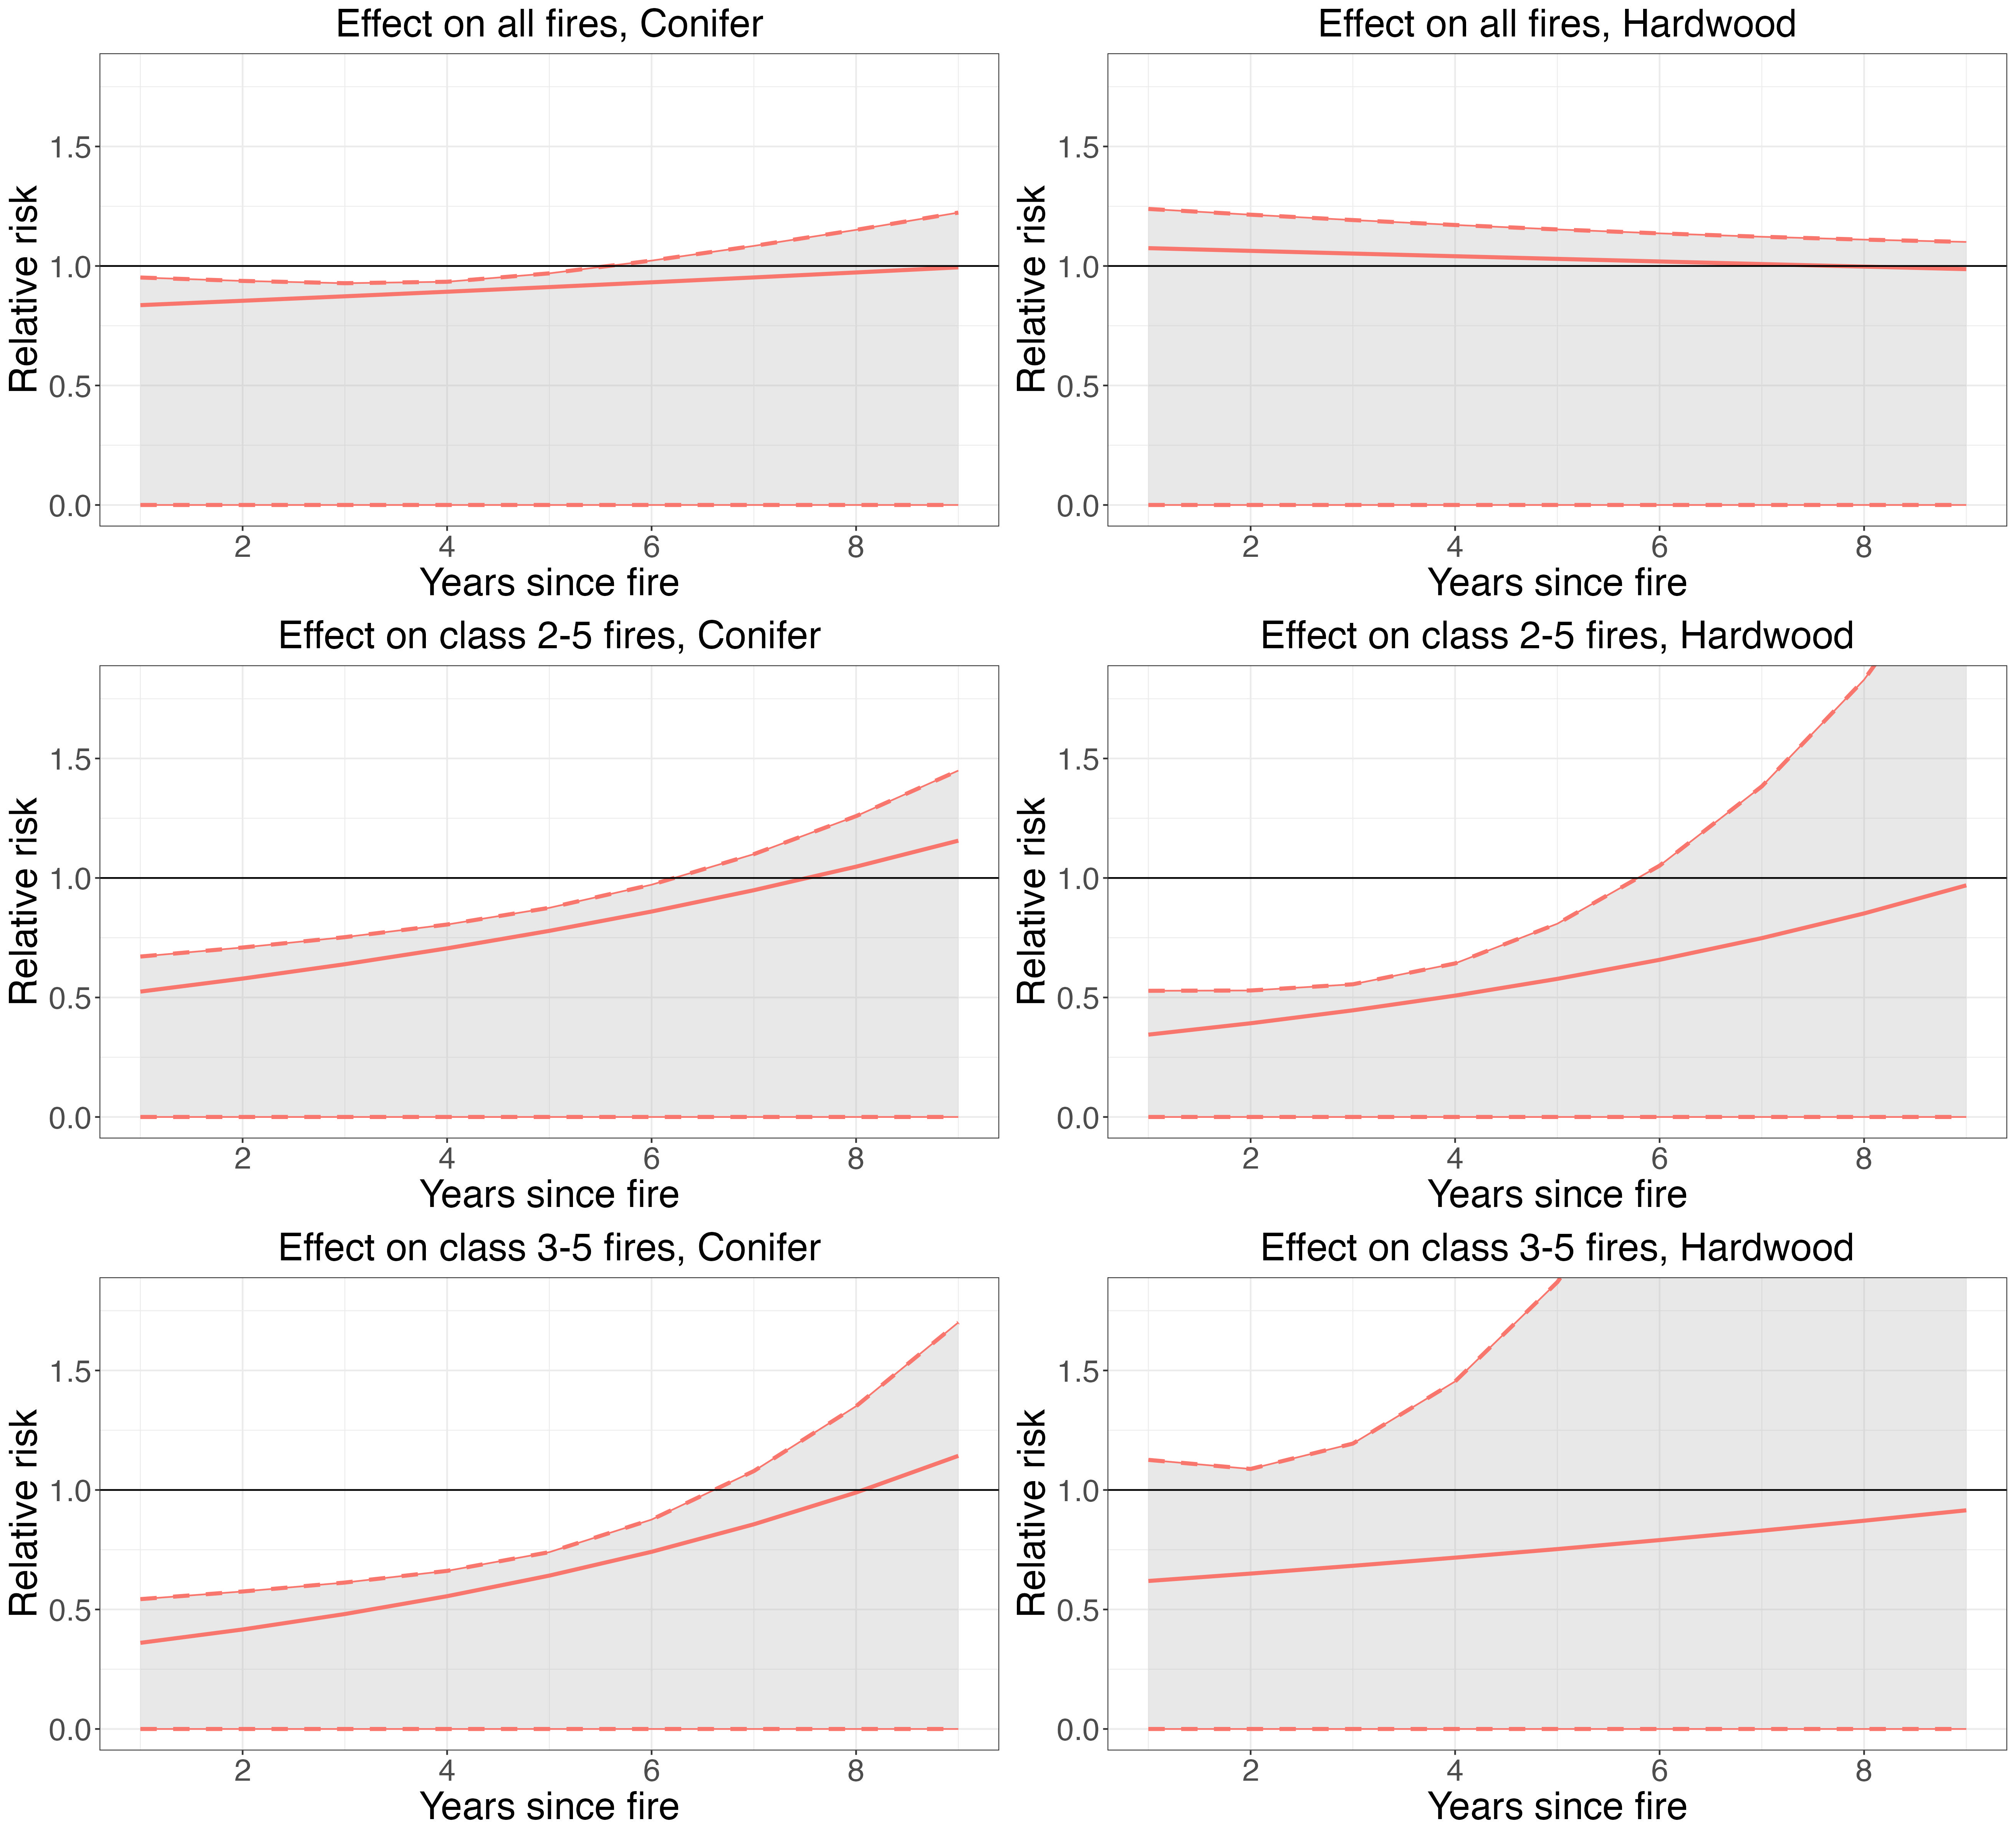 Effect on all fires, Conifer
Relative risk
1.5
1.0
0.5
0.0
2 4 6 8
Years since fire
Effect on all fires, Hardwood
Relative risk
1.5
1.0
0.5
0.0
2 4 6 8
Years since fire
Effect on class 2-5 fires, Conifer
Relative risk
1.5
1.0
0.5
0.0
2 4 6 8
Years since fire
Effect on class 2-5 fires, Hardwood
Relative risk
1.5
1.0
0.5
0.0
2 4 6 8
Years since fire
Effect on class 3-5 fires, Conifer
Relative risk
1.5
1.0
0.5
0.0
2 4 6 8
Years since fire
Effect on class 3-5 fires, Hardwood
Relative risk
1.5
1.0
0.5
0.0
2 4 6 8
Years since fire